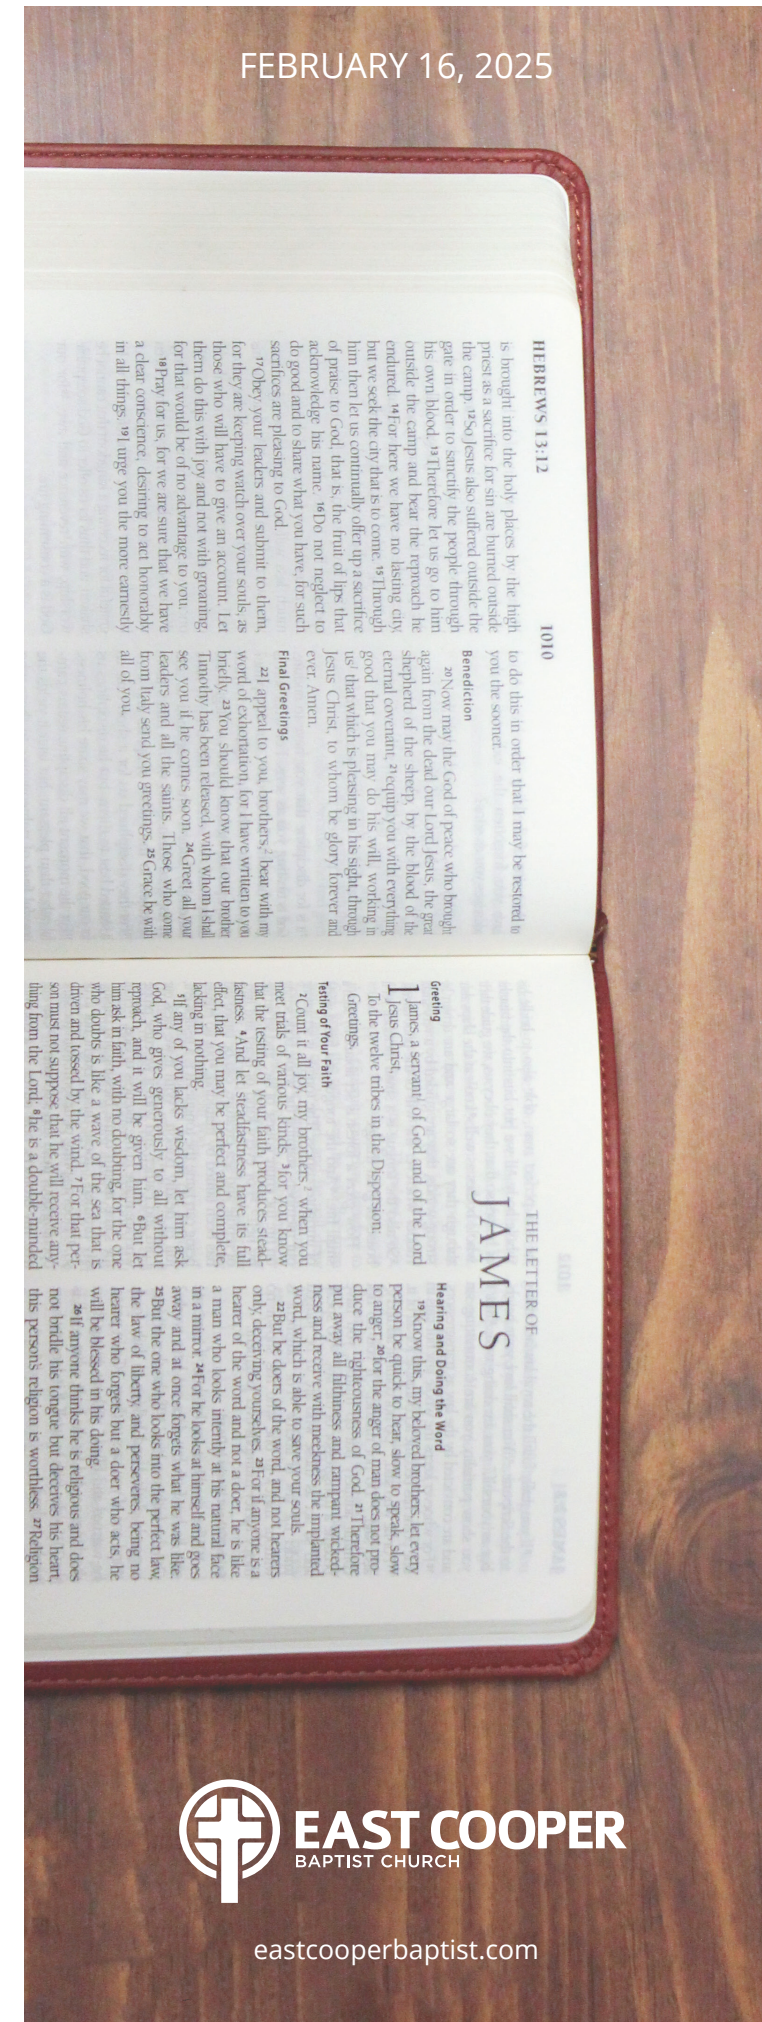 FEBRUARY 16, 2025
HEBREWS 13:12
1010
is brought into the holy places by the high
priest as a sacrifice for sin are burned outside
the camp. 12So Jesus also suffered outside the
gate in order to sanctify the people through
his own blood. 13Therefore let us go to him
outside the camp and bear the reproach he
endured. 14For here we have no lasting city,
but we seek the city that is to come. 15Through
him then let us continually offer up a sacrifice
of praise to God, that is, the fruit of lips that
acknowledge his name. 16Do not neglect to
do good and to share what you have, for such
sacrifices are pleasing to God.
17Obey your leaders and submit to them,
for they are keeping watch over your souls, as
those who will have to give an account. Let
them do this with joy and not with groaning,
for that would be of no advantage to you.
18Pray for us, for we are sure that we have
a clear conscience, desiring to act honorably
in all things. 19I urge you the more earnestly
to do this in order that I may be restored to
you the sooner.
Benediction
20Now may the God of peace who brought
again from the dead our Lord Jesus, the great
shepherd of the sheep, by the blood of the
eternal covenant, 21equip you with everything
good that you may do his will, working in
us1 that which is pleasing in his sight, through
Jesus Christ, to whom be glory forever and
ever. Amen.
Final Greetings
22I appeal to you, brothers,2 bear with my
word of exhortation, for I have written to you
briefly. 23You should know that our brother
Timothy has been released, with whom I shall
see you if he comes soon. 24Greet all your
leaders and all the saints. Those who come
from Italy send you greetings. 25Grace be with
all of you.
THE LETTER OF
JAMES
Greeting
1 James, a servant1 of God and of the Lord
Jesus Christ,
To the twelve tribes in the Dispersion:
Greetings.
Testing of Your Faith
2Count it all joy, my brothers,2 when you
meet trials of various kinds, 3for you know
that the testing of your faith produces stead-
fastness. 4And let steadfastness have its full
effect, that you may be perfect and complete,
lacking in nothing.
5If any of you lacks wisdom, let him ask
God, who gives generously to all without
reproach, and it will be given him. 6But let
him ask in faith, with no doubting, for the one
who doubts is like a wave of the sea that is
driven and tossed by the wind. 7For that per-
son must not suppose that he will receive any-
thing from the Lord; 8he is a double-minded
Hearing and Doing the Word
19Know this, my beloved brothers: let every
person be quick to hear, slow to speak, slow
to anger; 20for the anger of man does not pro-
duce the righteousness of God. 21Therefore
put away all filthiness and rampant wicked-
ness and receive with meekness the implanted
word, which is able to save your souls.
22But be doers of the word, and not hearers
only, deceiving yourselves. 23For if anyone is a
hearer of the word and not a doer, he is like
a man who looks intently at his natural face
in a mirror. 24For he looks at himself and goes
away and at once forgets what he was like.
25But the one who looks into the perfect law,
the law of liberty, and perseveres, being no
hearer who forgets but a doer who acts, he
will be blessed in his doing.
26If anyone thinks he is religious and does
not bridle his tongue but deceives his heart,
this person's religion is worthless. 27Religion
EAST COOPER
BAPTIST CHURCH
eastcooperbaptist.com